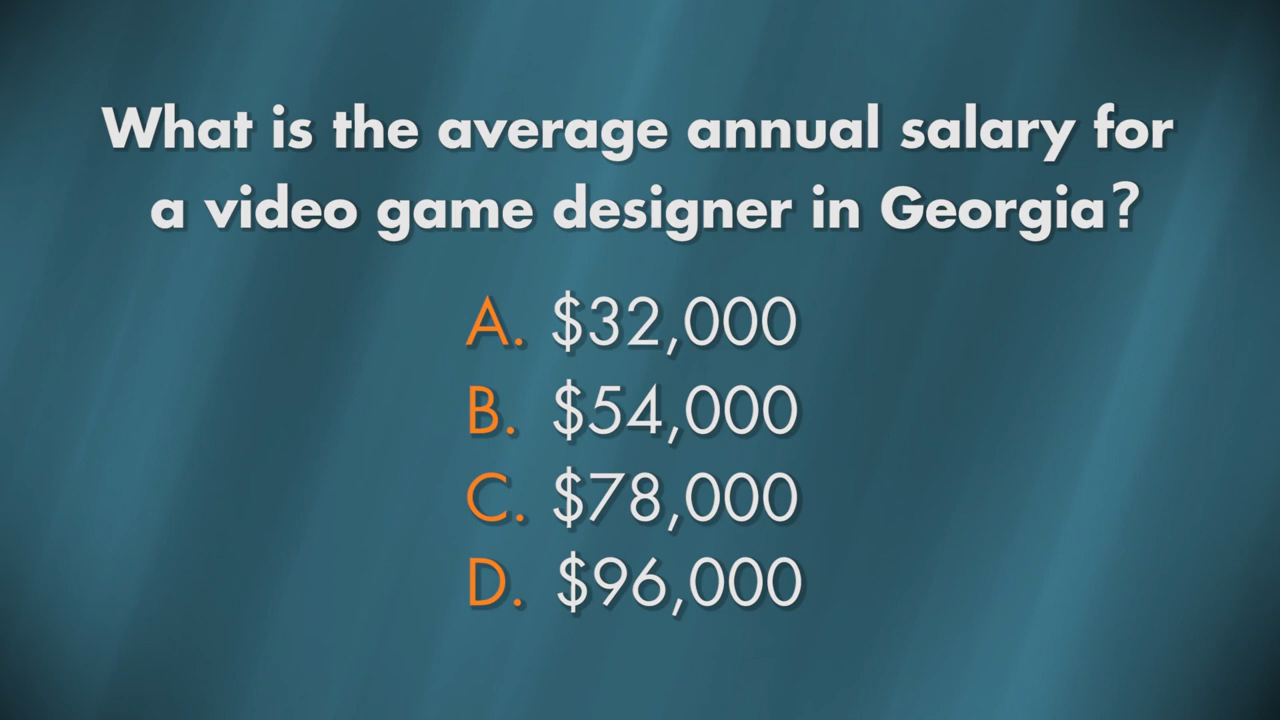 What is the average annual salary for
a video game designer in Georgia?
A. $32,000
B. $54,000
C. $78,000
D. $96,000